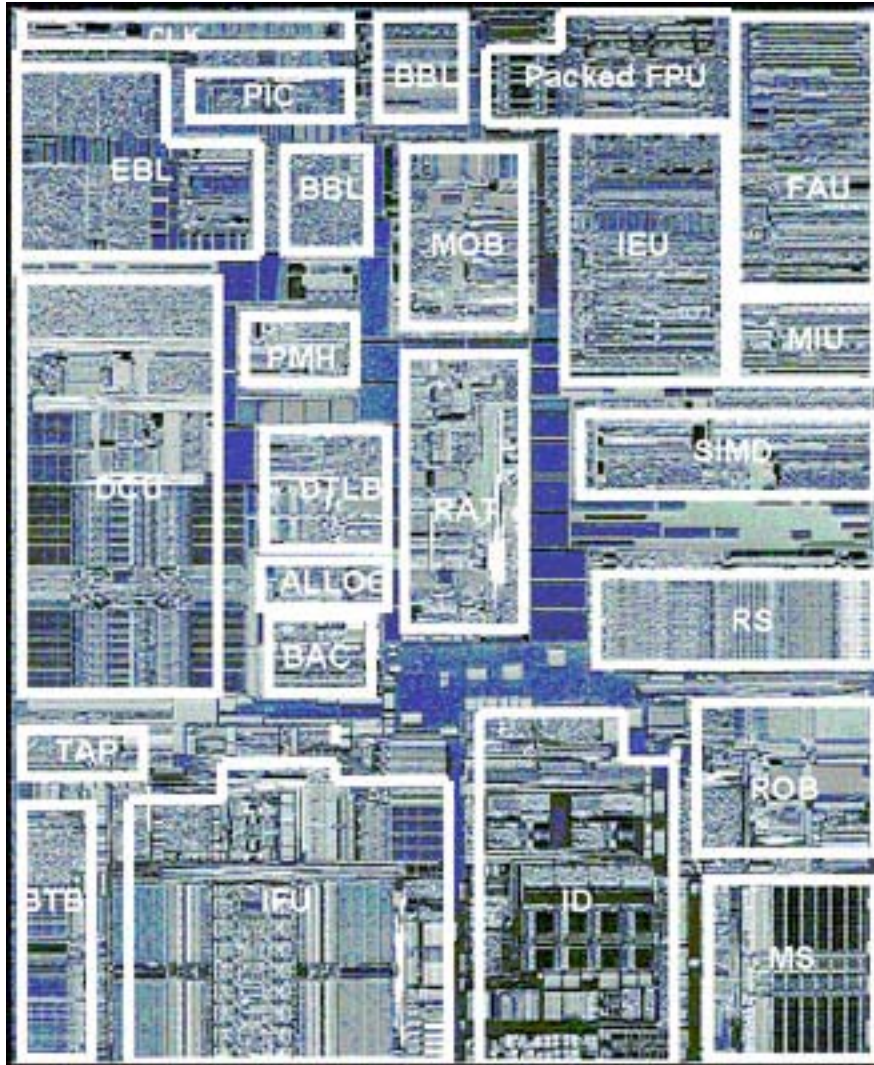 CLK
PIC
BBL
Packed FPU
EBL
BBL
MOB
IEU
FAU
PMH
MIU
DCU
DTLB
RAT
SIMD
ALLOC
BAC
RS
TAP
ROB
BTB
IFU
ID
MS